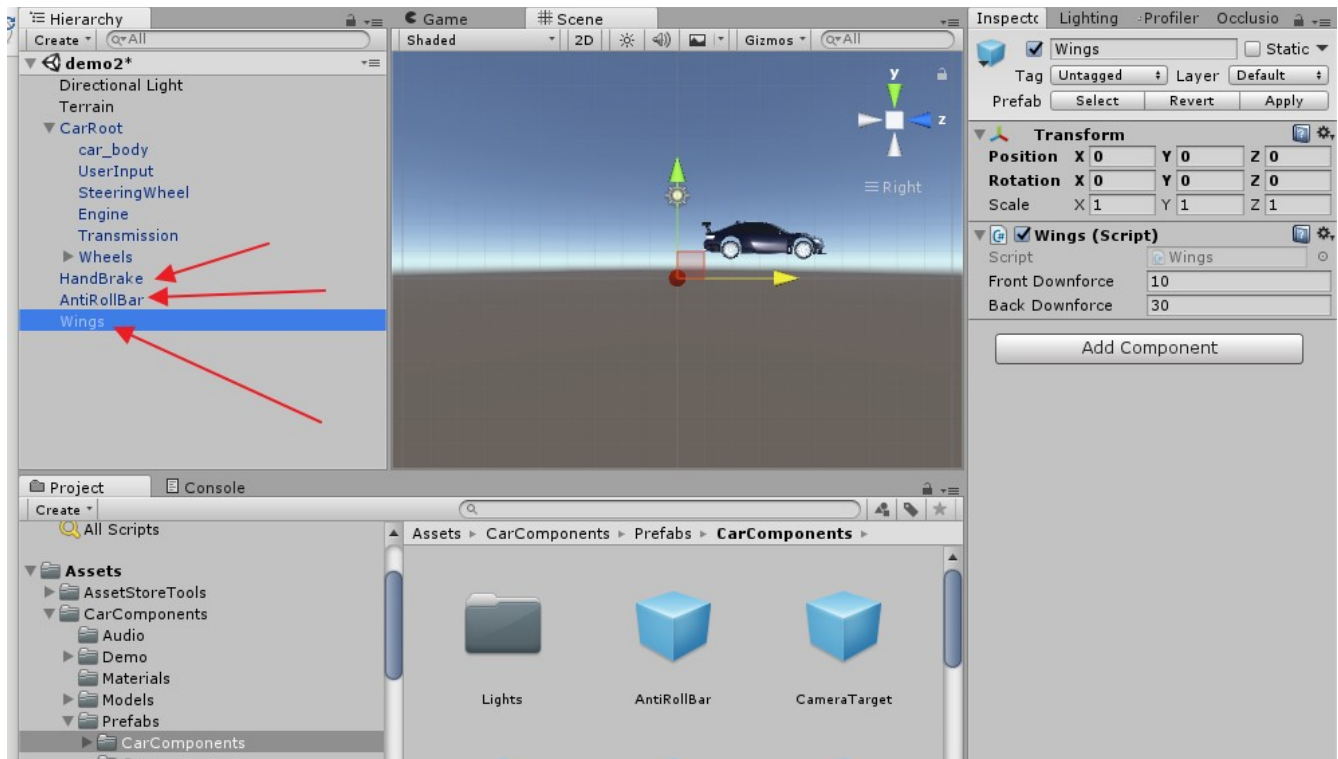 Hierarchy
Create
All
demo2*
Directional Light
Terrain
CarRoot
car_body
UserInput
SteeringWheel
Engine
Transmission
Wheels
HandBrake
AntiRollBar
Wings
Game
Scene
Shaded
2D
Gizmos
All
y
z
Right
Inspecto
Lighting
Profiler
Occlusio
Wings
Static
Tag Untagged Layer Default
Prefab Select Revert Apply
Transform
Position X 0 Y 0 Z 0
Rotation X 0 Y 0 Z 0
Scale X 1 Y 1 Z 1
Wings (Script)
Script Wings
Front Downforce 10
Back Downforce 30
Add Component
Project
Console
Create
All Scripts
Assets
AssetStoreTools
CarComponents
Audio
Demo
Materials
Models
Prefabs
CarComponents
Assets CarComponents Prefabs CarComponents
Lights
AntiRollBar
CameraTarget